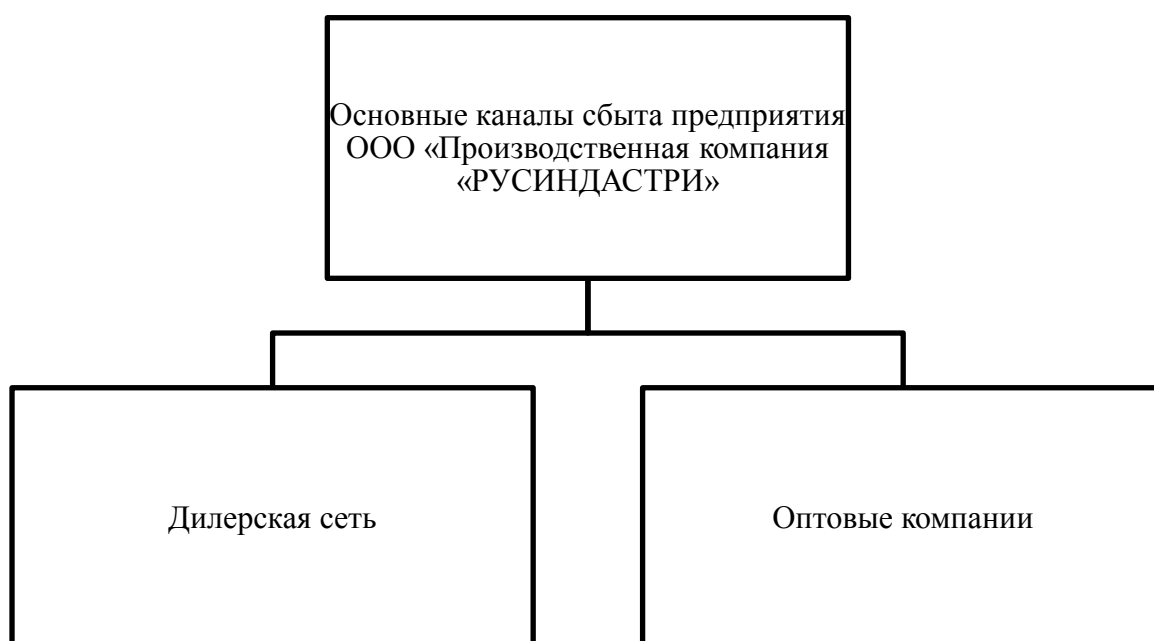 Основные каналы сбыта предприятия
ООО «Производственная компания
«РУСИНДАСТРИ»
Дилерская сеть
Оптовые компании